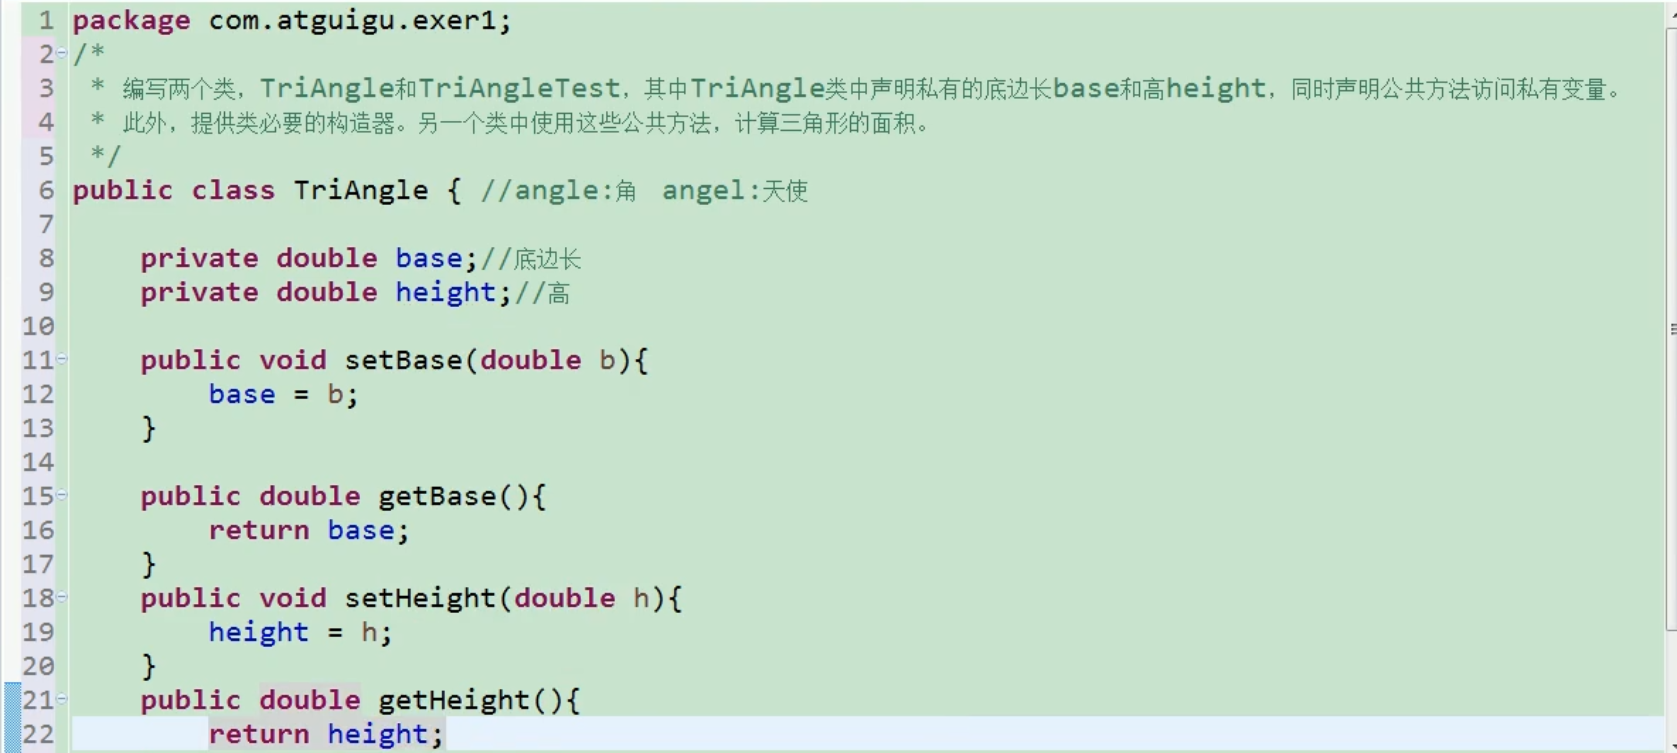 1 package com.atguigu.exer1;
2 /*
3  * 编写两个类，TriAngle和TriAngleTest，其中TriAngle类中声明私有的底边长base和高height，同时声明公共方法访问私有变量。
4  * 此外，提供类必要的构造器。另一个类中使用这些公共方法，计算三角形的面积。
5  */
6 public class TriAngle { //angle:角  angel:天使
7
8     private double base;//底边长
9     private double height;//高
10
11     public void setBase(double b){
12         base = b;
13     }
14
15     public double getBase(){
16         return base;
17     }
18     public void setHeight(double h){
19         height = h;
20     }
21     public double getHeight(){
22         return height;